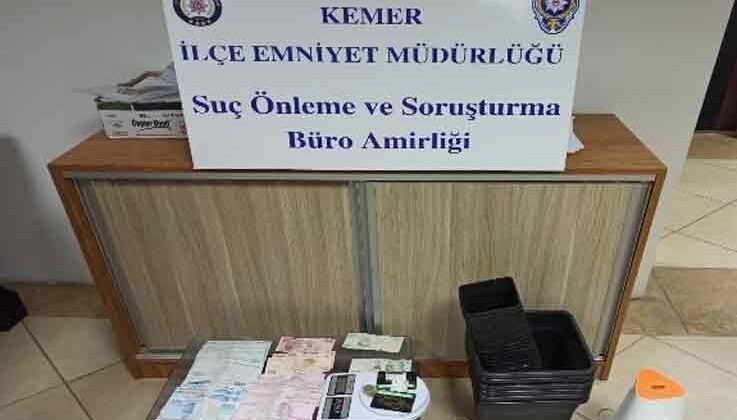 KEMER
İLÇE EMNİYET MÜDÜRLÜĞÜ
Suç Önleme ve Soruşturma
Büro Amirliği